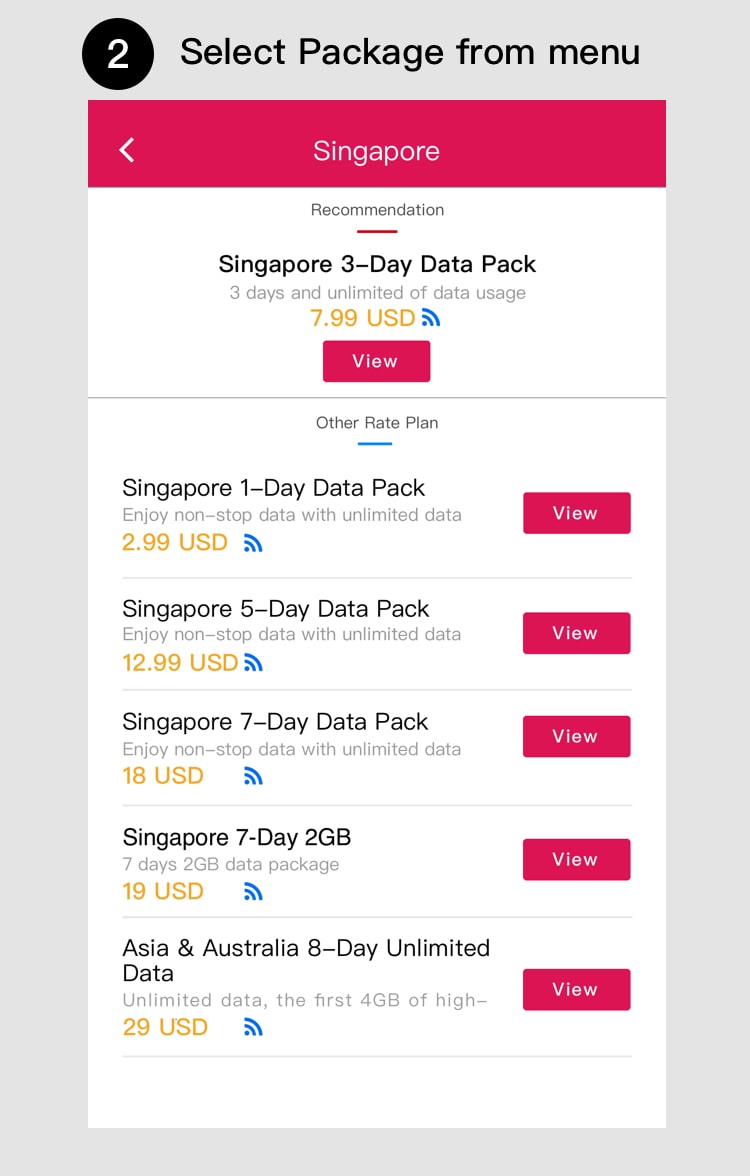 2 Select Package from menu
Singapore
Recommendation
Singapore 3–Day Data Pack
3 days and unlimited of data usage
7.99 USD
View
Other Rate Plan
Singapore 1–Day Data Pack
Enjoy non–stop data with unlimited data
2.99 USD
View
Singapore 5–Day Data Pack
Enjoy non–stop data with unlimited data
12.99 USD
View
Singapore 7–Day Data Pack
Enjoy non–stop data with unlimited data
18 USD
View
Singapore 7-Day 2GB
7 days 2GB data package
19 USD
View
Asia & Australia 8–Day Unlimited
Data
Unlimited data, the first 4GB of high–
29 USD
View